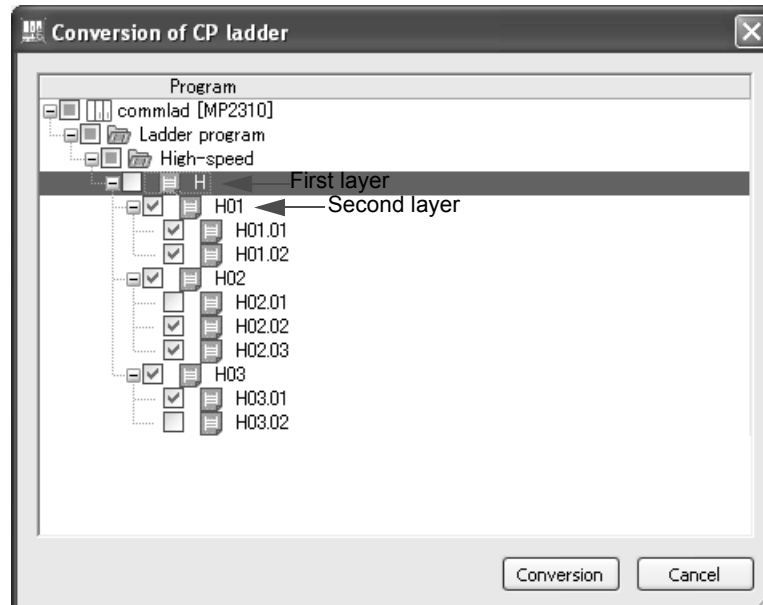 Conversion of CP ladder
Program
commlad [MP2310]
Ladder program
High-speed
H First layer
H01 Second layer
H01.01
H01.02
H02
H02.01
H02.02
H02.03
H03
H03.01
H03.02
Conversion Cancel